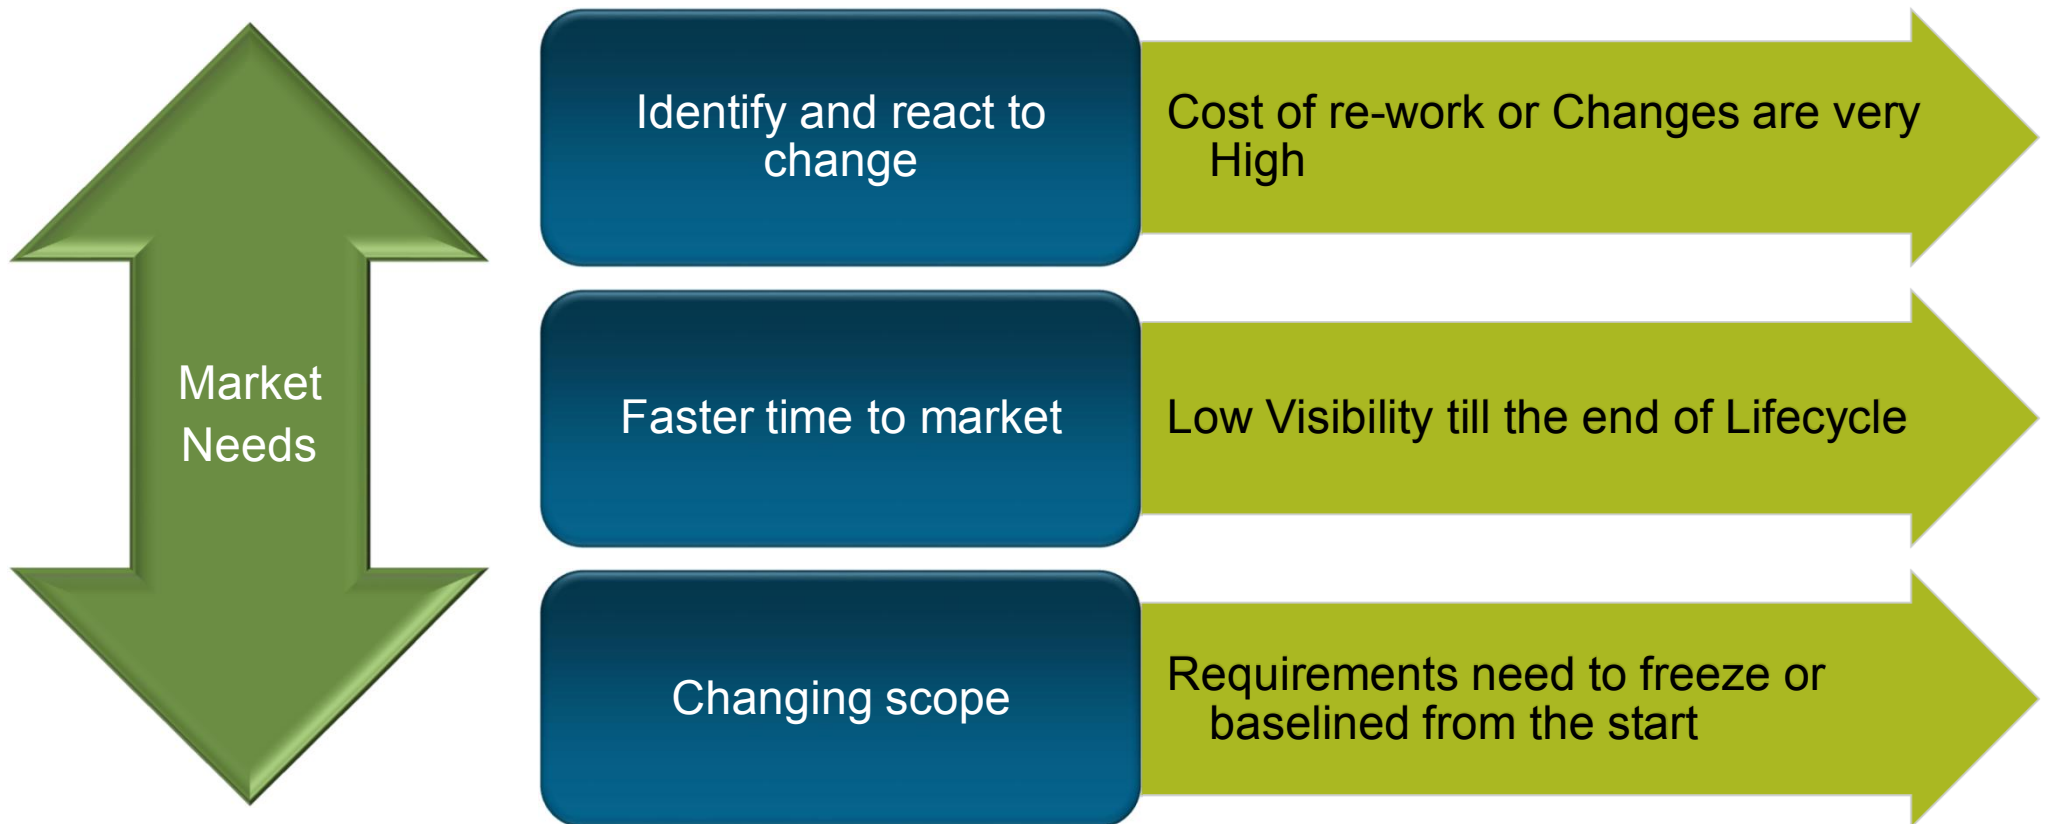 Market
Needs
Identify and react to
change
Cost of re-work or Changes are very
High
Faster time to market
Low Visibility till the end of Lifecycle
Changing scope
Requirements need to freeze or
baselined from the start